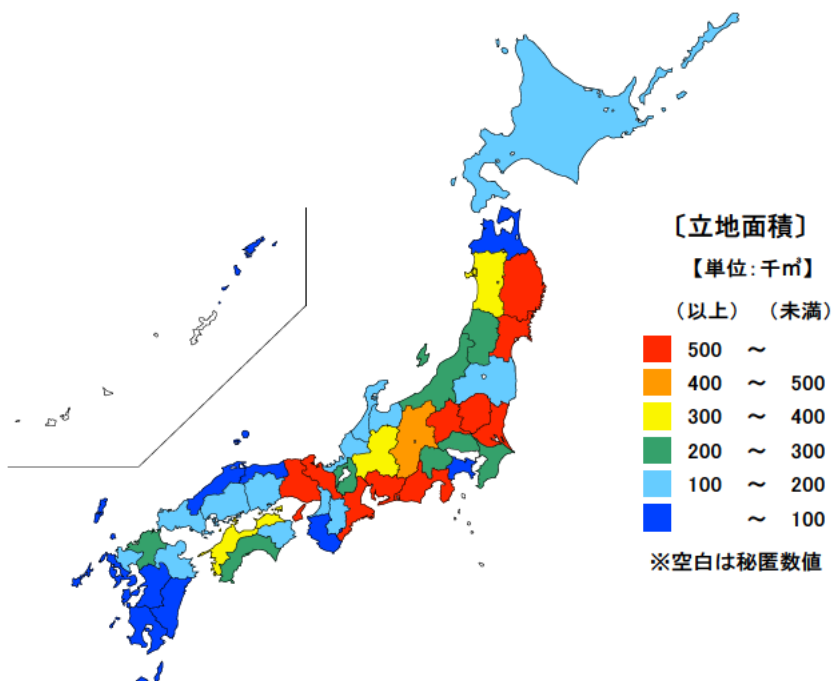 〔立地面積〕
【単位:千㎡】
（以上） （未満）
500 ～
400 ～ 500
300 ～ 400
200 ～ 300
100 ～ 200
～ 100
※空白は秘匿数値